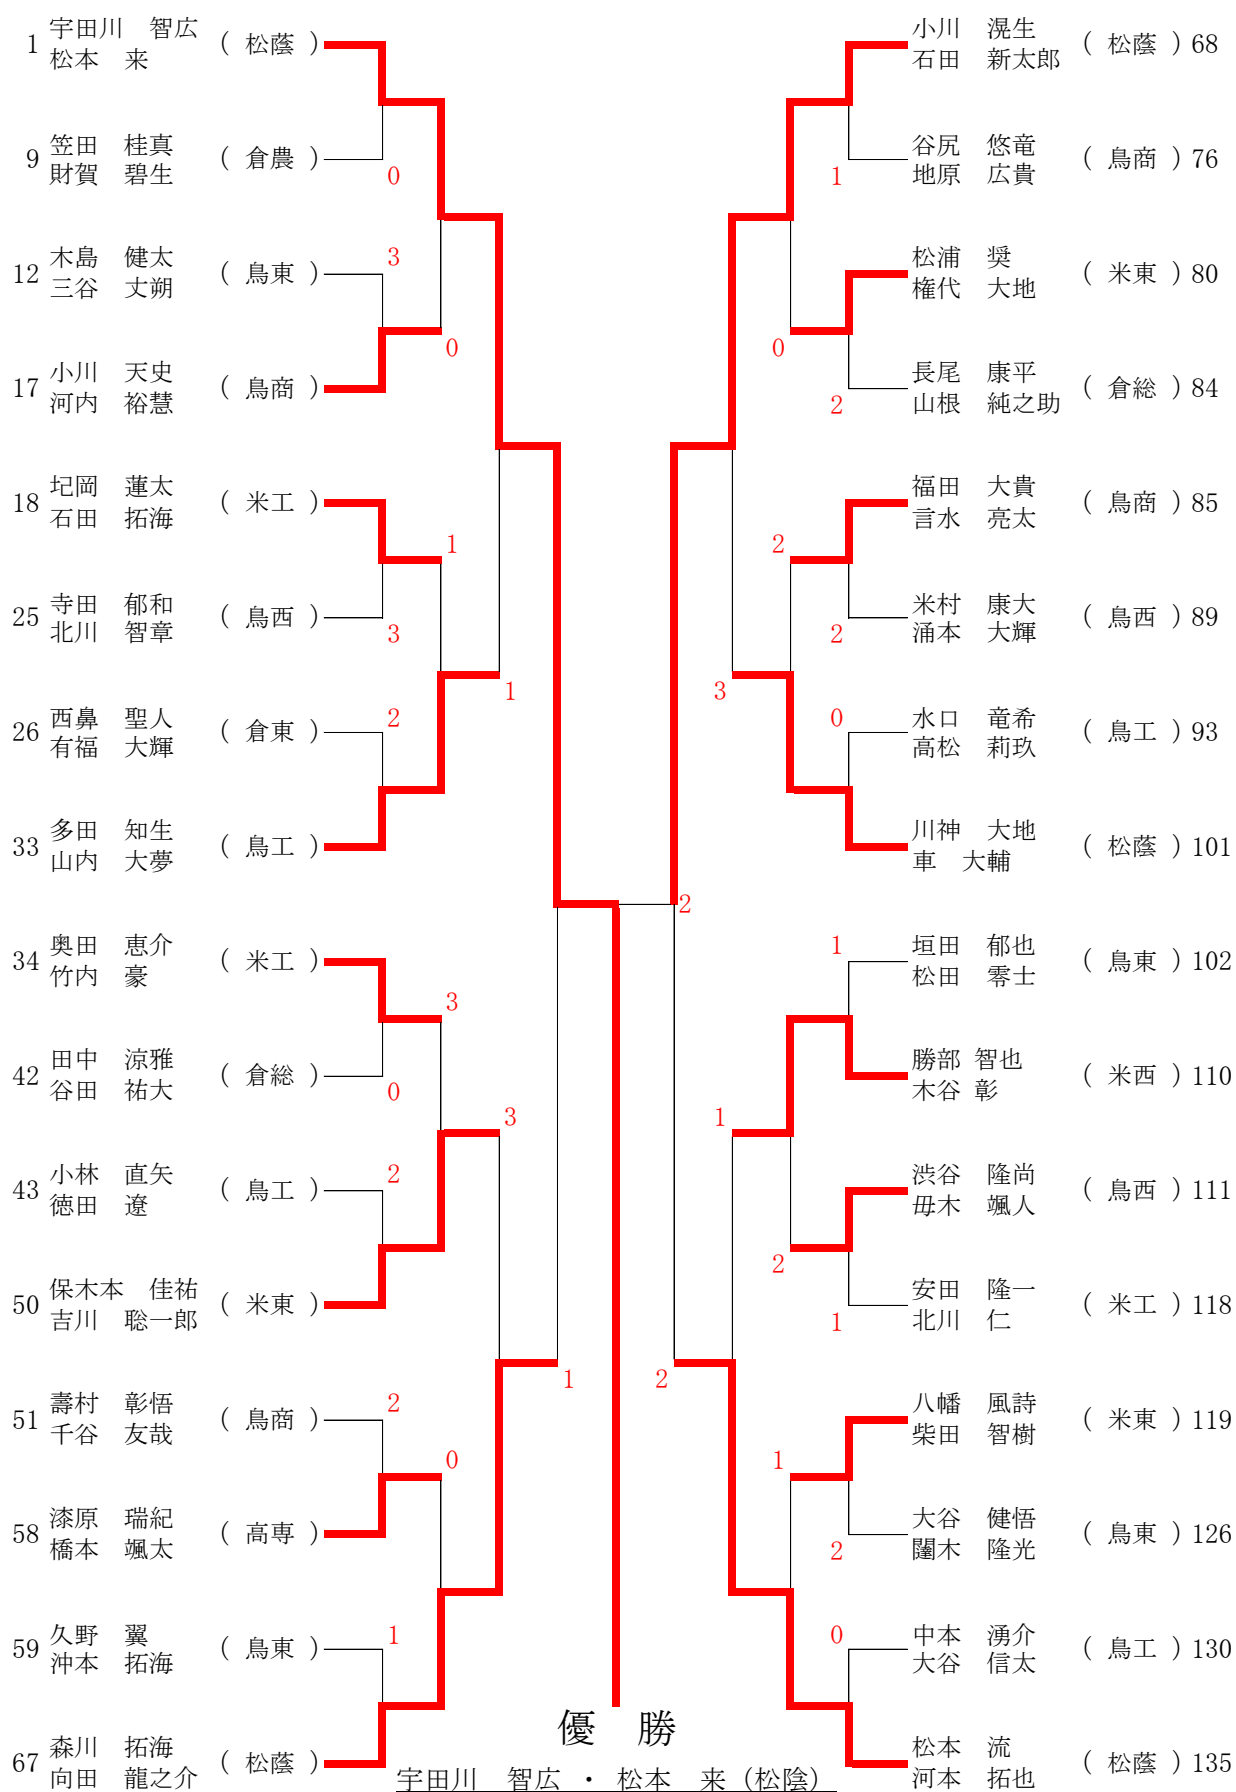 1 宇田川　智広
松本　来 ( 松蔭 )
0
9 笠田　桂真
財賀　碧生 ( 倉農 )
3
12 木島　健太
三谷　丈朔 ( 鳥東 )
0
17 小川　天史
河内　裕慧 ( 鳥商 )
18 圮岡　蓮太
石田　拓海 ( 米工 )
1
25 寺田　郁和
北川　智章 ( 鳥西 )
3
1
26 西鼻　聖人
有福　大輝 ( 倉東 )
2
33 多田　知生
山内　大夢 ( 鳥工 )
34 奥田　恵介
竹内　豪 ( 米工 )
3
42 田中　涼雅
谷田　祐大 ( 倉総 )
0
3
43 小林　直矢
徳田　遼 ( 鳥工 )
2
50 保木本　佳祐
吉川　聡一郎 ( 米東 )
1
51 壽村　彰悟
千谷　友哉 ( 鳥商 )
2
0
58 漆原　瑞紀
橋本　颯太 ( 高専 )
59 久野　翼
沖本　拓海 ( 鳥東 )
1
67 森川　拓海
向田　龍之介 ( 松蔭 )
小川　滉生
石田　新太郎 ( 松蔭 ) 68
1
谷尻　悠竜
地原　広貴 ( 鳥商 ) 76
松浦　奨
権代　大地 ( 米東 ) 80
0
長尾　康平
山根　純之助 ( 倉総 ) 84
2
福田　大貴
言水　亮太 ( 鳥商 ) 85
2
米村　康大
涌本　大輝 ( 鳥西 ) 89
2
3
水口　竜希
高松　莉玖 ( 鳥工 ) 93
0
川神　大地
車　大輔 ( 松蔭 ) 101
2
垣田　郁也
松田　零士 ( 鳥東 ) 102
1
勝部 智也
木谷 彰 ( 米西 ) 110
1
渋谷　隆尚
毋木　颯人 ( 鳥西 ) 111
2
安田　隆一
北川　仁 ( 米工 ) 118
1
2
八幡　風詩
柴田　智樹 ( 米東 ) 119
1
大谷　健悟
闥木　隆光 ( 鳥東 ) 126
2
中本　湧介
大谷　信太 ( 鳥工 ) 130
0
松本　流
河本　拓也 ( 松蔭 ) 135
優　勝
宇田川　智広 ・ 松本　来（松陰）